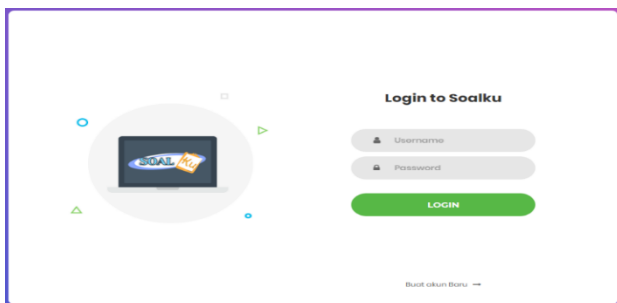 Login to Soalku
SOAL Ku
Username
Password
LOGIN
Buat akun Baru →